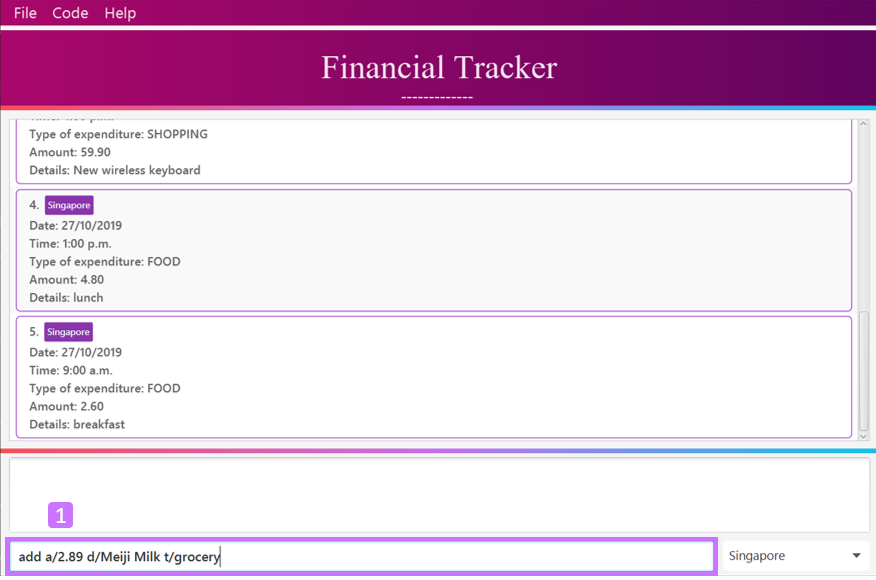 File Code Help
Financial Tracker
-------------
Type of expenditure: SHOPPING
Amount: 59.90
Details: New wireless keyboard
4. Singapore
Date: 27/10/2019
Time: 1:00 p.m.
Type of expenditure: FOOD
Amount: 4.80
Details: lunch
5. Singapore
Date: 27/10/2019
Time: 9:00 a.m.
Type of expenditure: FOOD
Amount: 2.60
Details: breakfast
1
add a/2.89 d/Meiji Milk t/grocery
Singapore